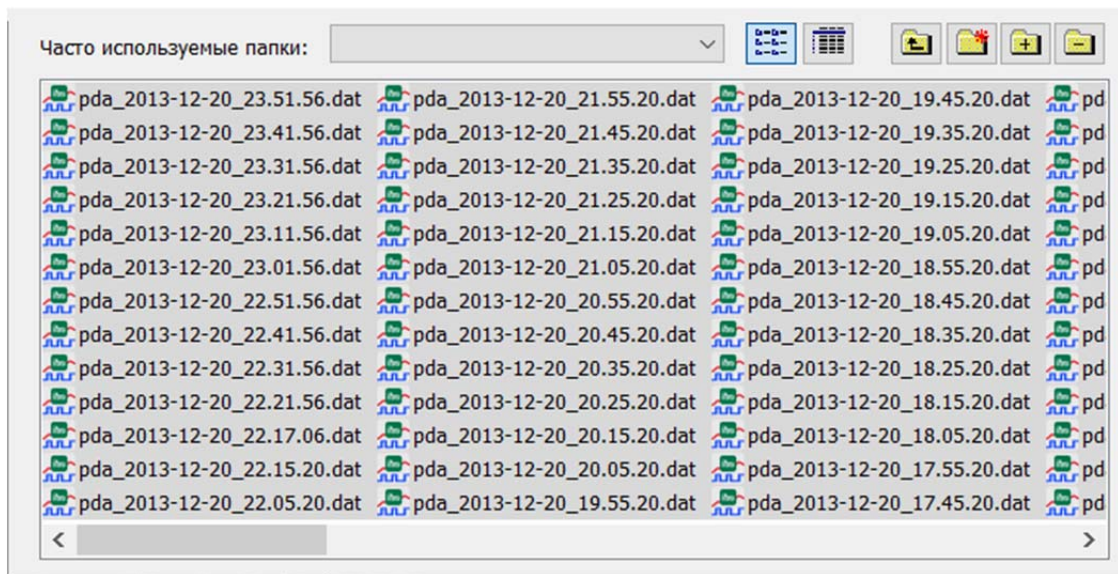 Часто используемые папки:
pda_2013-12-20_23.51.56.dat pda_2013-12-20_21.55.20.dat pda_2013-12-20_19.45.20.dat pd
pda_2013-12-20_23.41.56.dat pda_2013-12-20_21.45.20.dat pda_2013-12-20_19.35.20.dat pd
pda_2013-12-20_23.31.56.dat pda_2013-12-20_21.35.20.dat pda_2013-12-20_19.25.20.dat pd
pda_2013-12-20_23.21.56.dat pda_2013-12-20_21.25.20.dat pda_2013-12-20_19.15.20.dat pd
pda_2013-12-20_23.11.56.dat pda_2013-12-20_21.15.20.dat pda_2013-12-20_19.05.20.dat pd
pda_2013-12-20_23.01.56.dat pda_2013-12-20_21.05.20.dat pda_2013-12-20_18.55.20.dat pd
pda_2013-12-20_22.51.56.dat pda_2013-12-20_20.55.20.dat pda_2013-12-20_18.45.20.dat pd
pda_2013-12-20_22.41.56.dat pda_2013-12-20_20.45.20.dat pda_2013-12-20_18.35.20.dat pd
pda_2013-12-20_22.31.56.dat pda_2013-12-20_20.35.20.dat pda_2013-12-20_18.25.20.dat pd
pda_2013-12-20_22.21.56.dat pda_2013-12-20_20.25.20.dat pda_2013-12-20_18.15.20.dat pd
pda_2013-12-20_22.17.06.dat pda_2013-12-20_20.15.20.dat pda_2013-12-20_18.05.20.dat pd
pda_2013-12-20_22.15.20.dat pda_2013-12-20_20.05.20.dat pda_2013-12-20_17.55.20.dat pd
pda_2013-12-20_22.05.20.dat pda_2013-12-20_19.55.20.dat pda_2013-12-20_17.45.20.dat pd